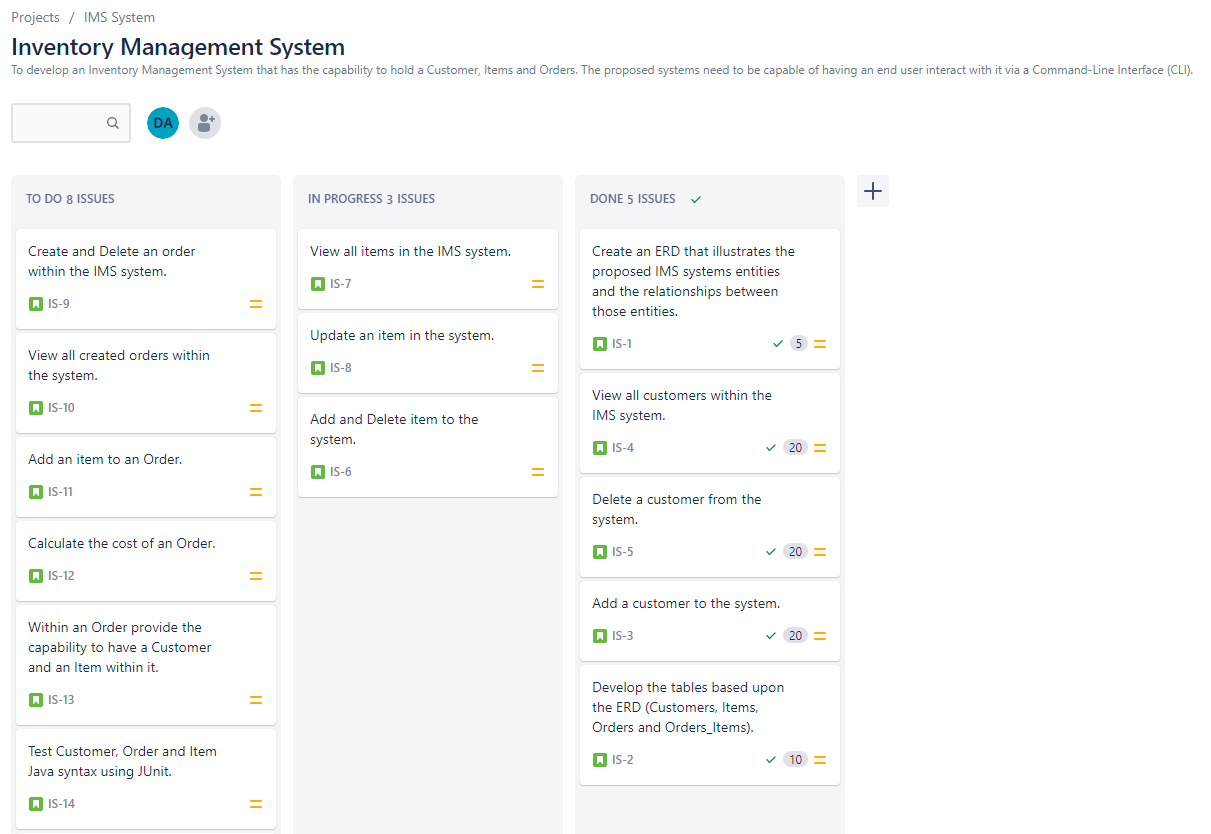 Projects / IMS System
Inventory Management System
To develop an Inventory Management System that has the capability to hold a Customer, Items and Orders. The proposed systems need to be capable of having an end user interact with it via a Command-Line Interface (CLI).
DA
TO DO 8 ISSUES
Create and Delete an order
within the IMS system.
IS-9
View all created orders within
the system.
IS-10
Add an item to an Order.
IS-11
Calculate the cost of an Order.
IS-12
Within an Order provide the
capability to have a Customer
and an Item within it.
IS-13
Test Customer, Order and Item
Java syntax using JUnit.
IS-14
IN PROGRESS 3 ISSUES
View all items in the IMS system.
IS-7
Update an item in the system.
IS-8
Add and Delete item to the
system.
IS-6
DONE 5 ISSUES
Create an ERD that illustrates the
proposed IMS systems entities
and the relationships between
those entities.
IS-1 5
View all customers within the
IMS system.
IS-4 20
Delete a customer from the
system.
IS-5 20
Add a customer to the system.
IS-3 20
Develop the tables based upon
the ERD (Customers, Items,
Orders and Orders_Items).
IS-2 10